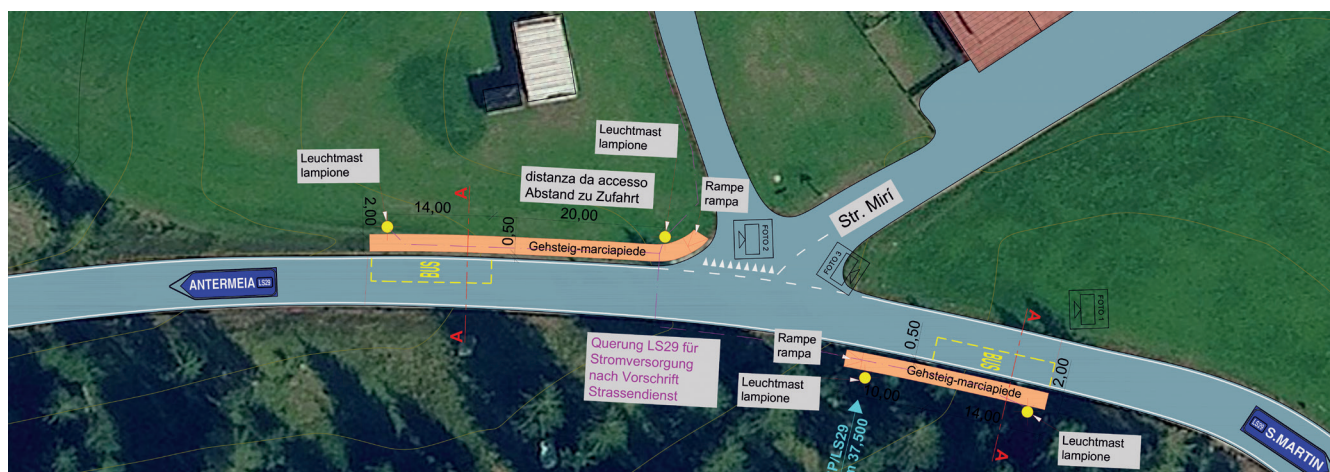 Leuchtmast
lampione
Leuchtmast
lampione
distanza da accesso
Abstand zu Zufahrt
Rampe
rampa
Str. Mirí
A
2,00
14,00
0,50
20,00
Gehsteig-marciapiede
FOTO 2
FOTO 3
FOTO 1
BUS
ANTERMEIA LS29
A
Querung LS29 für
Stromversorgung
nach Vorschrift
Strassendienst
Rampe
rampa
Leuchtmast
lampione
0,50
A
BUS
2,00
Gehsteig-marciapiede
10,00
14,00
A
P/LS29
37,500
Leuchtmast
lampione
LS29 S.MARTIN